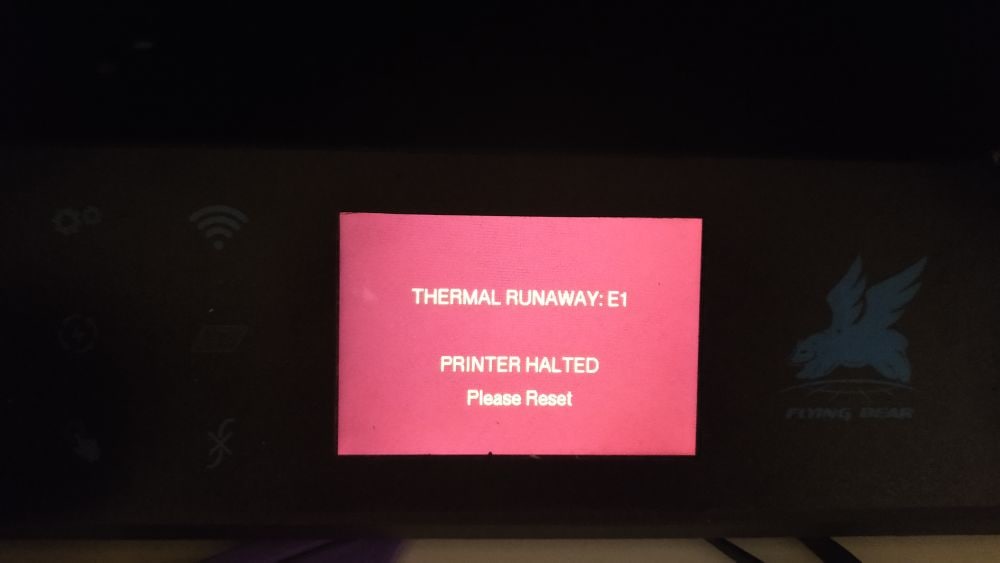 THERMAL RUNAWAY: E1
PRINTER HALTED
Please Reset
FLYING BEAR